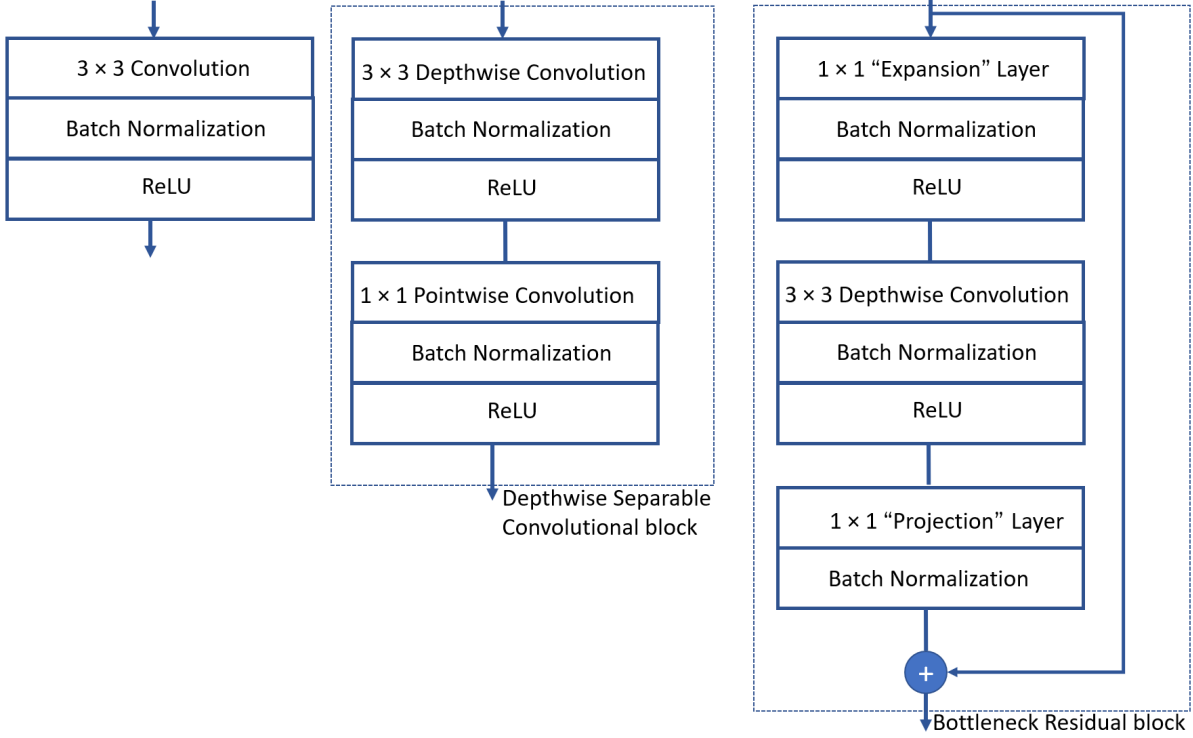 3 × 3 Convolution
Batch Normalization
ReLU
3 × 3 Depthwise Convolution
Batch Normalization
ReLU
1 × 1 Pointwise Convolution
Batch Normalization
ReLU
Depthwise Separable
Convolutional block
1 × 1 “Expansion” Layer
Batch Normalization
ReLU
3 × 3 Depthwise Convolution
Batch Normalization
ReLU
1 × 1 “Projection” Layer
Batch Normalization
+
Bottleneck Residual block